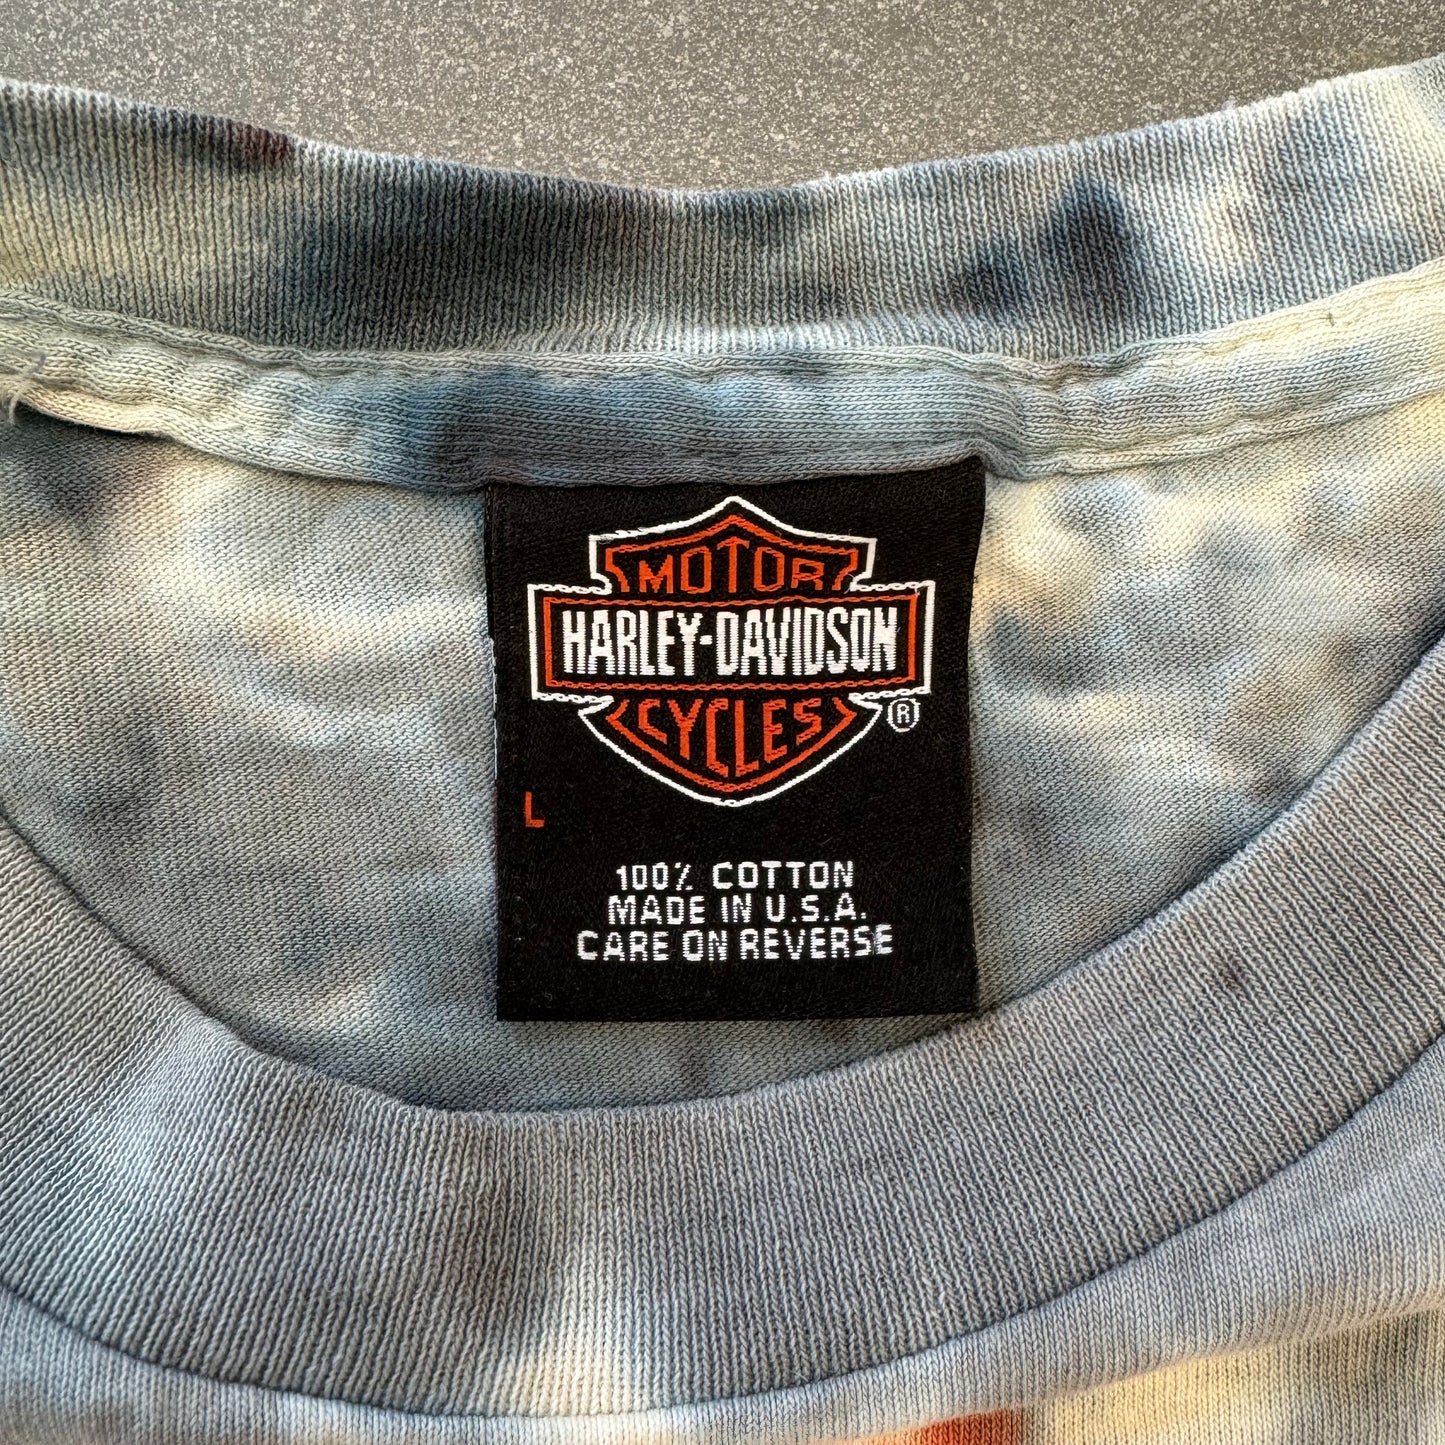 MOTOR
HARLEY-DAVIDSON
CYCLES
®
L
100% COTTON
MADE IN U.S.A.
CARE ON REVERSE